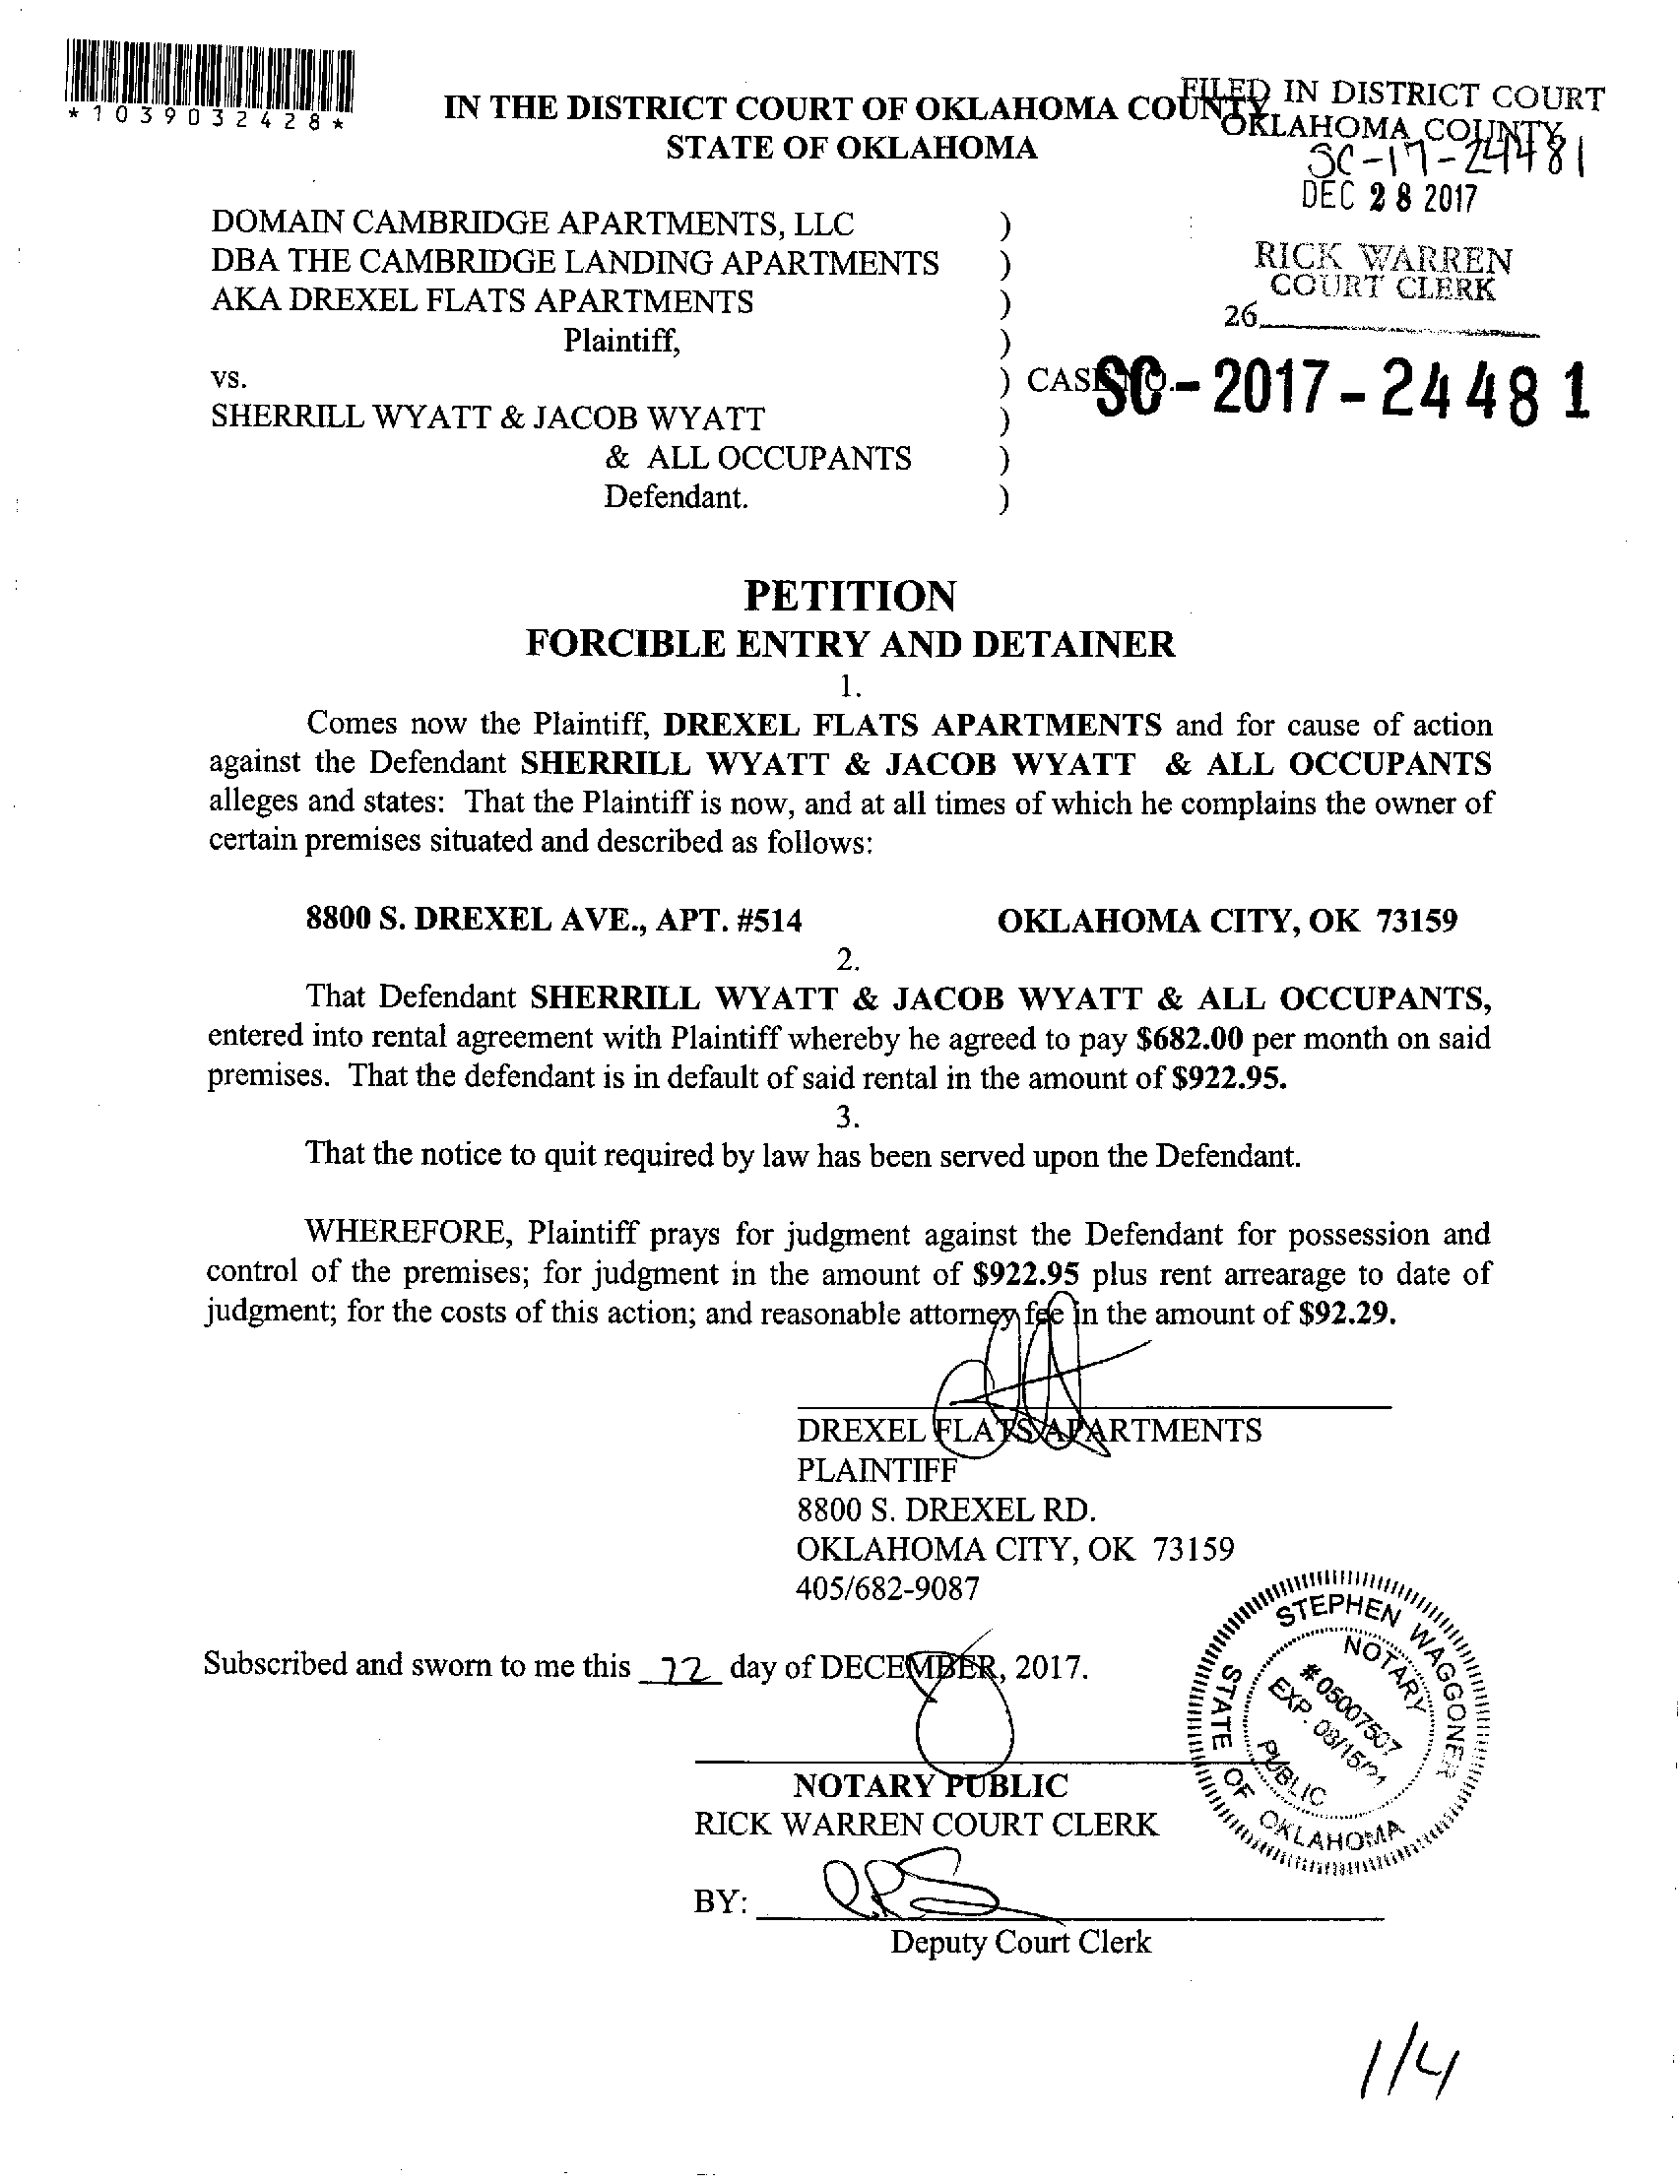 *1039032428*
IN THE DISTRICT COURT OF OKLAHOMA COUNTY
STATE OF OKLAHOMA
FILED IN DISTRICT COURT
OKLAHOMA COUNTY
SC-17-24481
DEC 28 2017
RICK WARREN
COURT CLERK
26
DOMAIN CAMBRIDGE APARTMENTS, LLC )
DBA THE CAMBRIDGE LANDING APARTMENTS )
AKA DREXEL FLATS APARTMENTS )
Plaintiff, )
vs. ) CASE NO. SC-2017-24481
SHERRILL WYATT & JACOB WYATT )
& ALL OCCUPANTS )
Defendant. )
PETITION
FORCIBLE ENTRY AND DETAINER
1.
Comes now the Plaintiff, DREXEL FLATS APARTMENTS and for cause of action
against the Defendant SHERRILL WYATT & JACOB WYATT & ALL OCCUPANTS
alleges and states: That the Plaintiff is now, and at all times of which he complains the owner of
certain premises situated and described as follows:
8800 S. DREXEL AVE., APT. #514 OKLAHOMA CITY, OK 73159
2.
That Defendant SHERRILL WYATT & JACOB WYATT & ALL OCCUPANTS,
entered into rental agreement with Plaintiff whereby he agreed to pay $682.00 per month on said
premises. That the defendant is in default of said rental in the amount of $922.95.
3.
That the notice to quit required by law has been served upon the Defendant.
WHEREFORE, Plaintiff prays for judgment against the Defendant for possession and
control of the premises; for judgment in the amount of $922.95 plus rent arrearage to date of
judgment; for the costs of this action; and reasonable attorney fee in the amount of $92.29.
DREXEL FLATS APARTMENTS
PLAINTIFF
8800 S. DREXEL RD.
OKLAHOMA CITY, OK 73159
405/682-9087
Subscribed and sworn to me this day of DECEMBER, 2017.
NOTARY PUBLIC
RICK WARREN COURT CLERK
BY:
Deputy Court Clerk
STEPHEN WAGGONER
STATE OF OKLAHOMA
NOTARY PUBLIC
# 05007507
EXP. 08/15/21
1/4